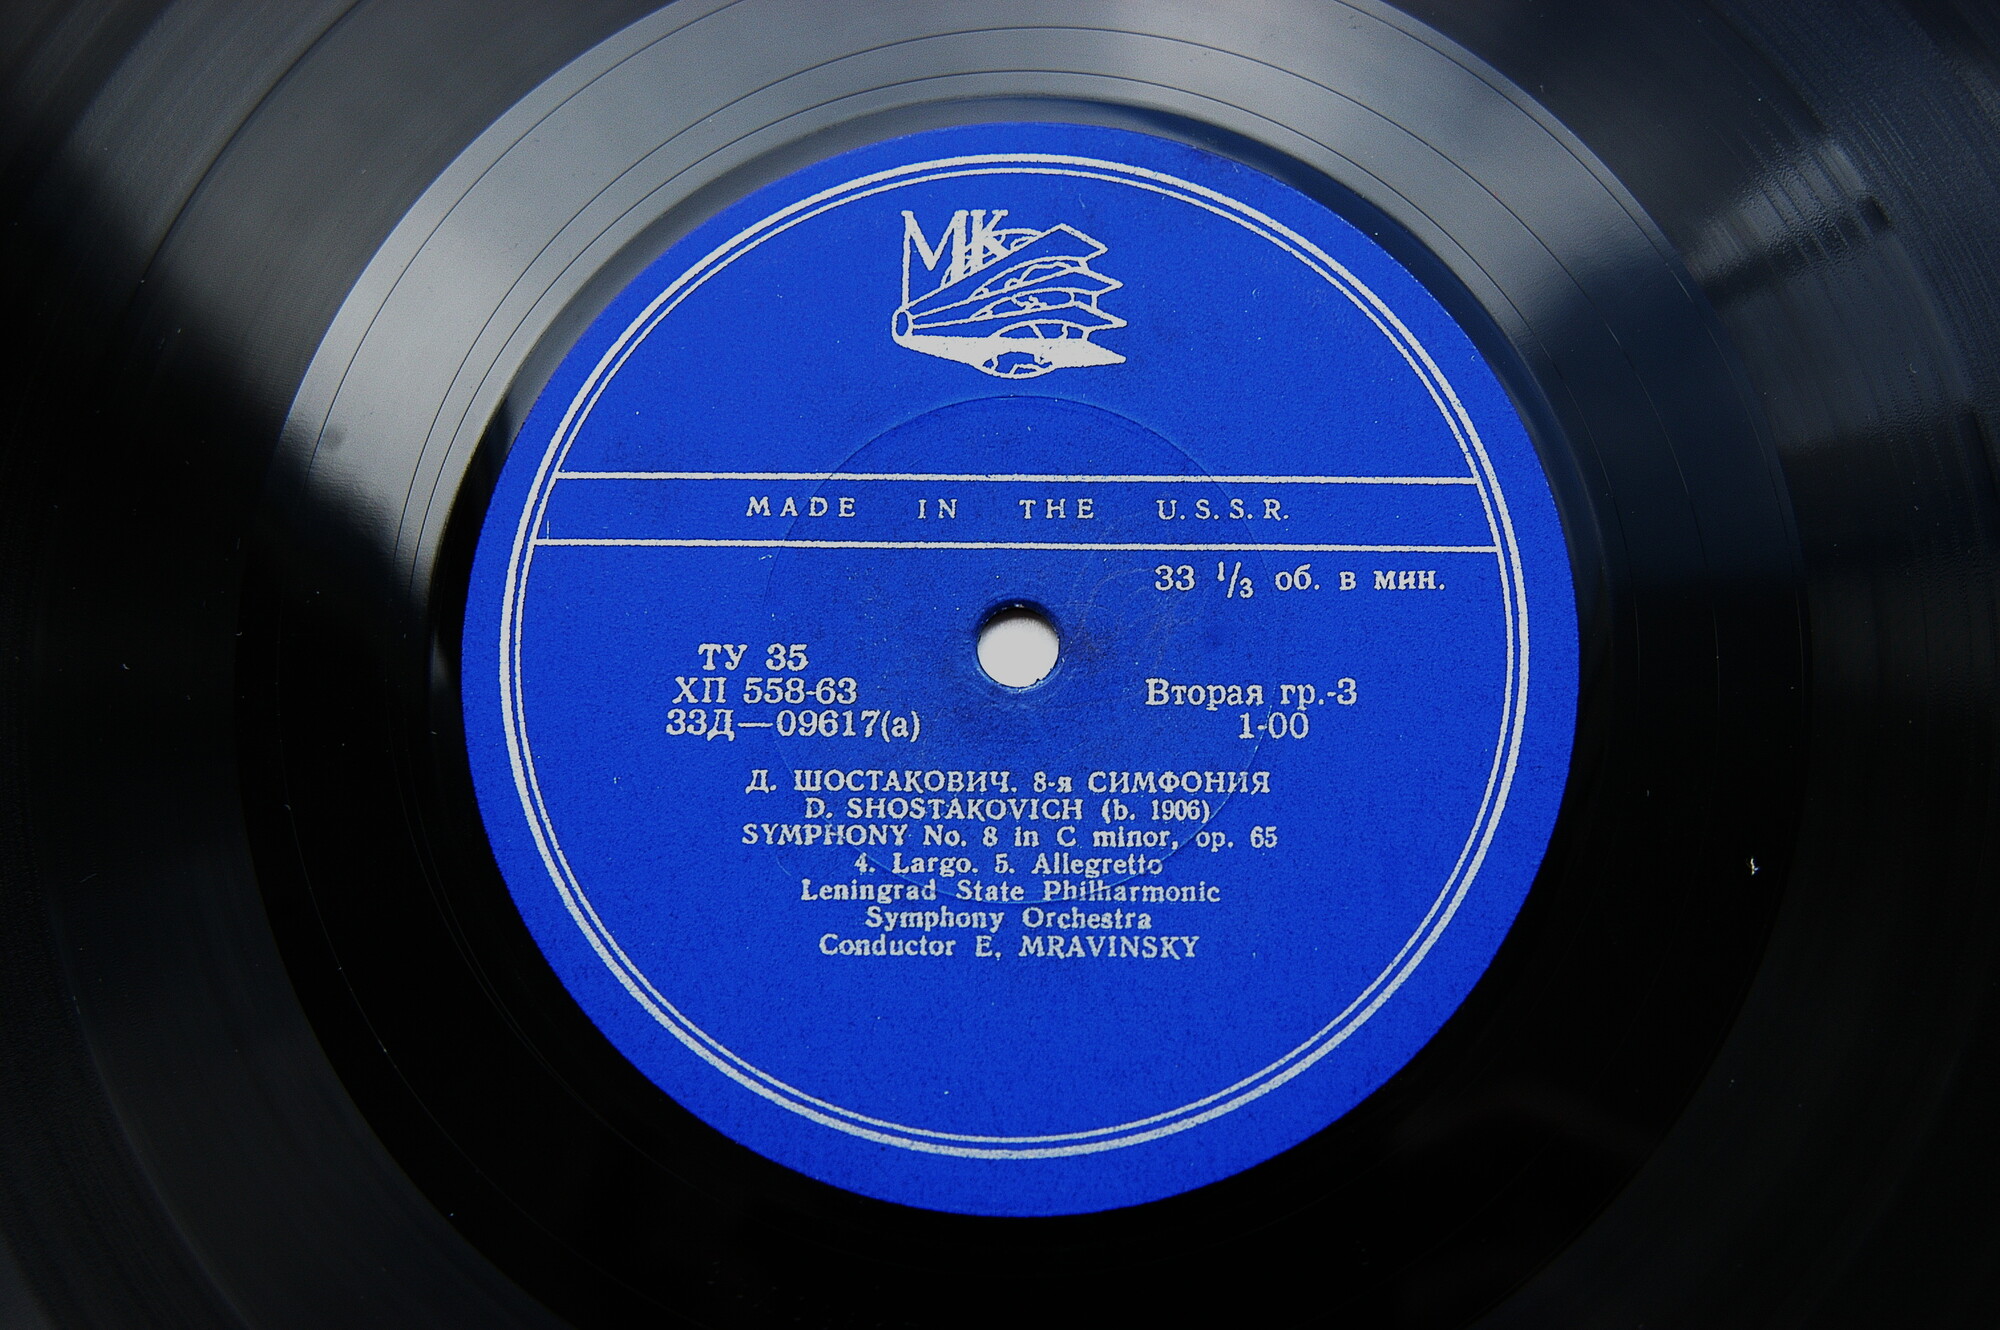 МК
MADE IN THE U.S.S.R.
33 1/3 об. в мин.
ТУ 35
ХП 558-63
33Д—09617(а)
Вторая гр.-3
1-00
Д. ШОСТАКОВИЧ. 8-я СИМФОНИЯ
D. SHOSTAKOVICH (b. 1906)
SYMPHONY No. 8 in C minor, op. 65
4. Largo. 5. Allegretto
Leningrad State Philharmonic
Symphony Orchestra
Conductor E. MRAVINSKY